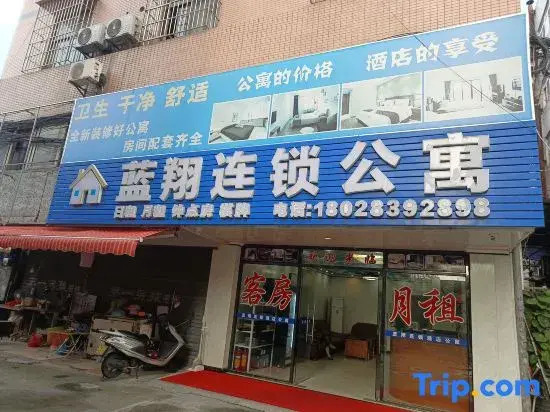 卫生 干净 舒适
公寓的价格 酒店的享受
全新装修好公寓
房间配套齐全
蓝翔连锁公寓
日租 月租 钟点房 棋牌 电话:18028392898
客房
月租
Trip.com